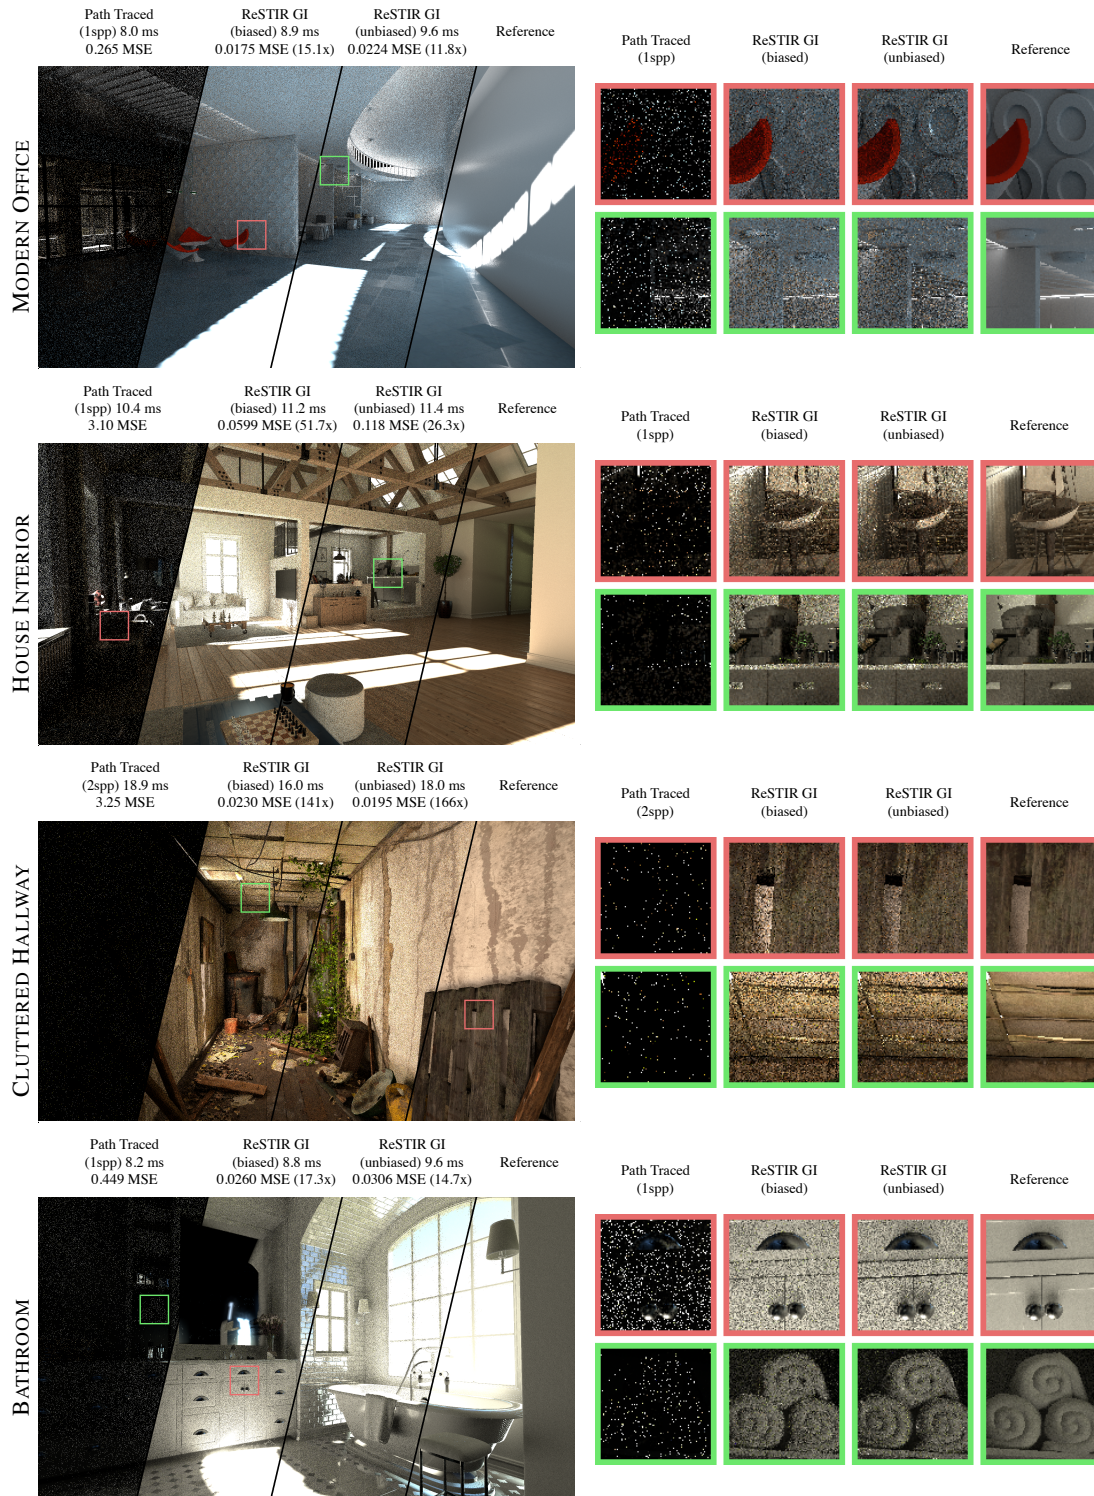 Path Traced
(1spp) 8.0 ms
0.265 MSE
ReSTIR GI
(biased) 8.9 ms
0.0175 MSE (15.1x)
ReSTIR GI
(unbiased) 9.6 ms
0.0224 MSE (11.8x)
Reference
Path Traced
(1spp)
ReSTIR GI
(biased)
ReSTIR GI
(unbiased)
Reference
MODERN OFFICE
Path Traced
(1spp) 10.4 ms
3.10 MSE
ReSTIR GI
(biased) 11.2 ms
0.0599 MSE (51.7x)
ReSTIR GI
(unbiased) 11.4 ms
0.118 MSE (26.3x)
Reference
Path Traced
(1spp)
ReSTIR GI
(biased)
ReSTIR GI
(unbiased)
Reference
HOUSE INTERIOR
Path Traced
(2spp) 18.9 ms
3.25 MSE
ReSTIR GI
(biased) 16.0 ms
0.0230 MSE (141x)
ReSTIR GI
(unbiased) 18.0 ms
0.0195 MSE (166x)
Reference
Path Traced
(2spp)
ReSTIR GI
(biased)
ReSTIR GI
(unbiased)
Reference
CLUTTERED HALLWAY
Path Traced
(1spp) 8.2 ms
0.449 MSE
ReSTIR GI
(biased) 8.8 ms
0.0260 MSE (17.3x)
ReSTIR GI
(unbiased) 9.6 ms
0.0306 MSE (14.7x)
Reference
Path Traced
(1spp)
ReSTIR GI
(biased)
ReSTIR GI
(unbiased)
Reference
BATHROOM